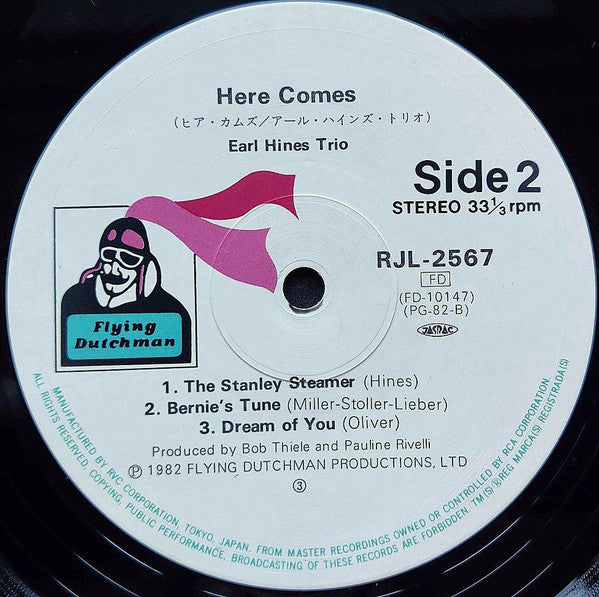 Here Comes
(ヒア・カムズ/アール・ハインズ・トリオ)
Earl Hines Trio
Side 2
STEREO 33⅓ rpm
RJL-2567
FD
(FD-10147)
(PG-82-B)
JASRAC
Flying
Dutchman
1. The Stanley Steamer (Hines)
2. Bernie's Tune (Miller-Stoller-Lieber)
3. Dream of You (Oliver)
Produced by Bob Thiele and Pauline Rivelli
Ⓟ 1982 FLYING DUTCHMAN PRODUCTIONS, LTD
③
MANUFACTURED BY RVC CORPORATION, TOKYO, JAPAN, FROM MASTER RECORDINGS OWNED OR CONTROLLED BY RCA CORPORATION.
ALL RIGHTS RESERVED, COPYING, PUBLIC PERFORMANCE, BROADCASTING OF THESE RECORDS ARE FORBIDDEN. TM(S)®REG MARCA(S) REGISTRADA(S)